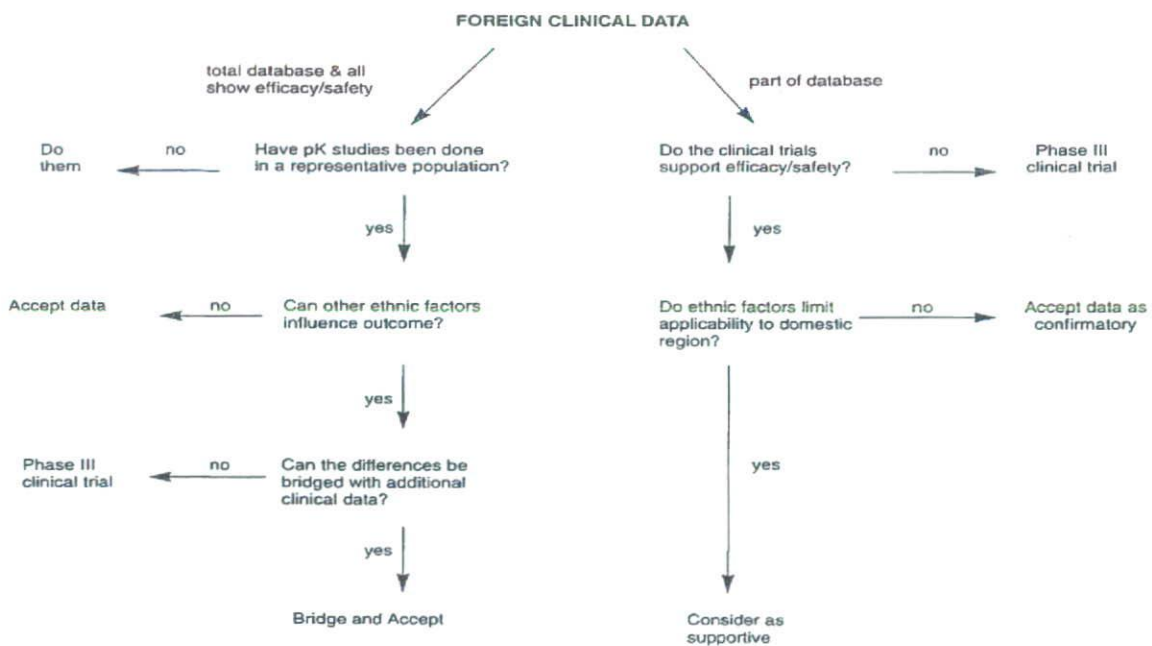 FOREIGN CLINICAL DATA
total database & all
show efficacy/safety
part of database
Do
them
no
Have pK studies been done
in a representative population?
Do the clinical trials
support efficacy/safety?
no
Phase III
clinical trial
yes
yes
Accept data
no
Can other ethnic factors
influence outcome?
Do ethnic factors limit
applicability to domestic
region?
no
Accept data as
confirmatory
yes
Phase III
clinical trial
no
Can the differences be
bridged with additional
clinical data?
yes
yes
Bridge and Accept
Consider as
supportive